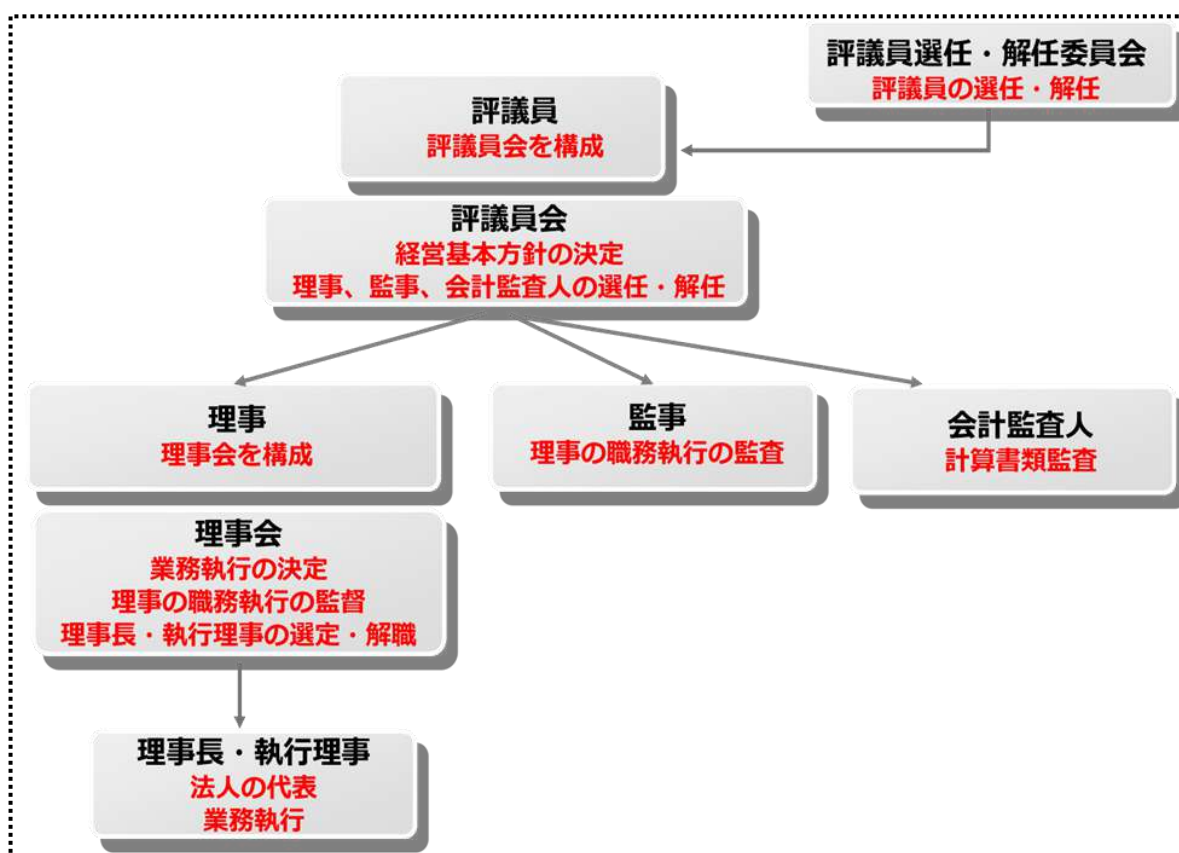 評議員選任・解任委員会
評議員の選任・解任
評議員
評議員会を構成
評議員会
経営基本方針の決定
理事、監事、会計監査人の選任・解任
理事
理事会を構成
監事
理事の職務執行の監査
会計監査人
計算書類監査
理事会
業務執行の決定
理事の職務執行の監督
理事長・執行理事の選定・解職
理事長・執行理事
法人の代表
業務執行